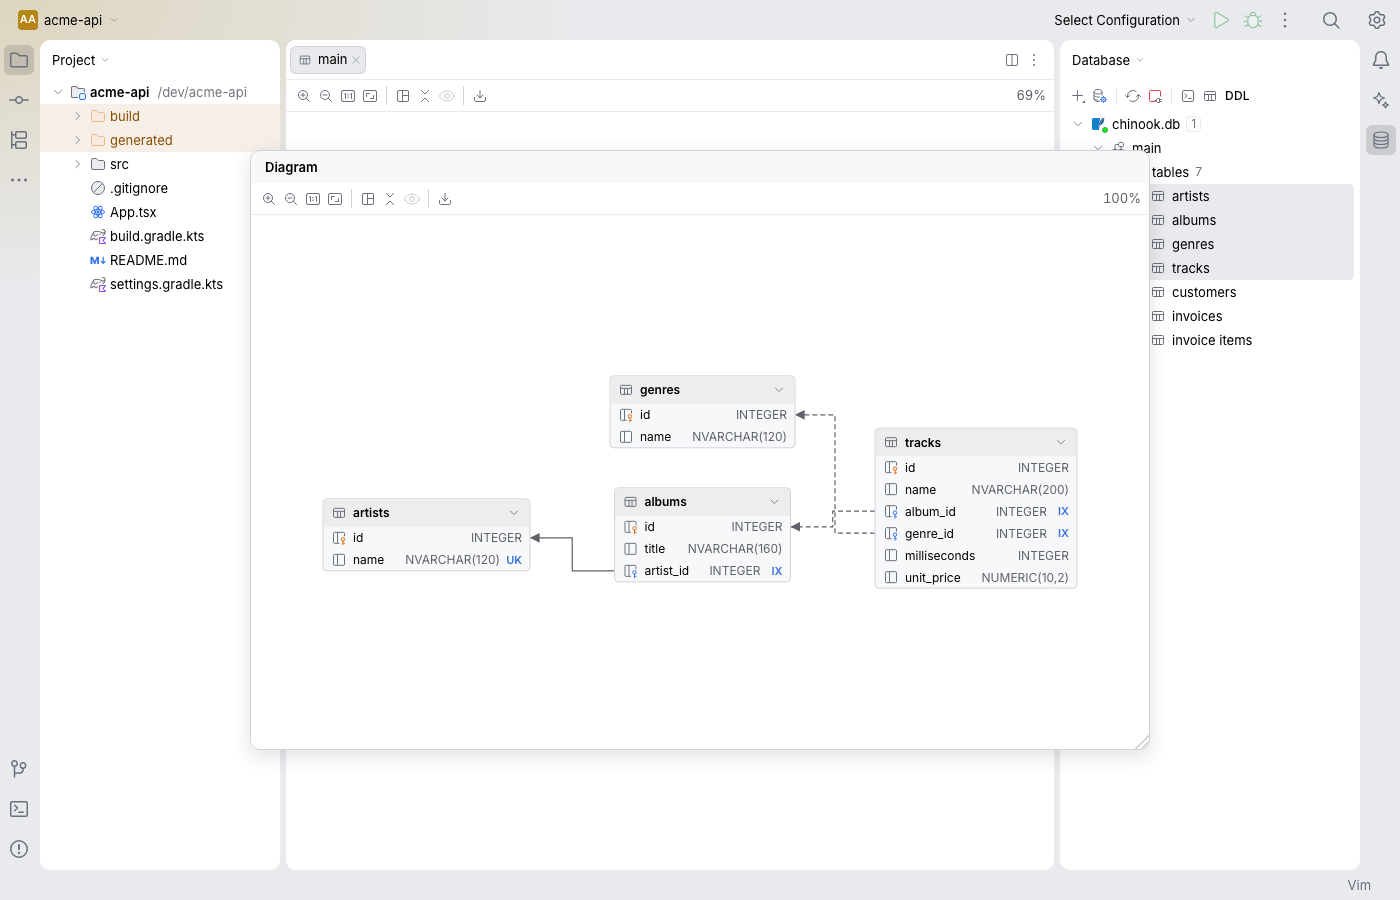 AA acme-api
Select Configuration
Project
main
Database
acme-api /dev/acme-api
69%
DDL
build
chinook.db 1
generated
main
src
Diagram
tables 7
.gitignore
1:1
100%
artists
App.tsx
albums
build.gradle.kts
genres
M↓ README.md
tracks
settings.gradle.kts
customers
invoices
invoice items
genres
id INTEGER
name NVARCHAR(120)
tracks
id INTEGER
name NVARCHAR(200)
album_id INTEGER IX
genre_id INTEGER IX
milliseconds INTEGER
unit_price NUMERIC(10,2)
albums
id INTEGER
title NVARCHAR(160)
artist_id INTEGER IX
artists
id INTEGER
name NVARCHAR(120) UK
Vim